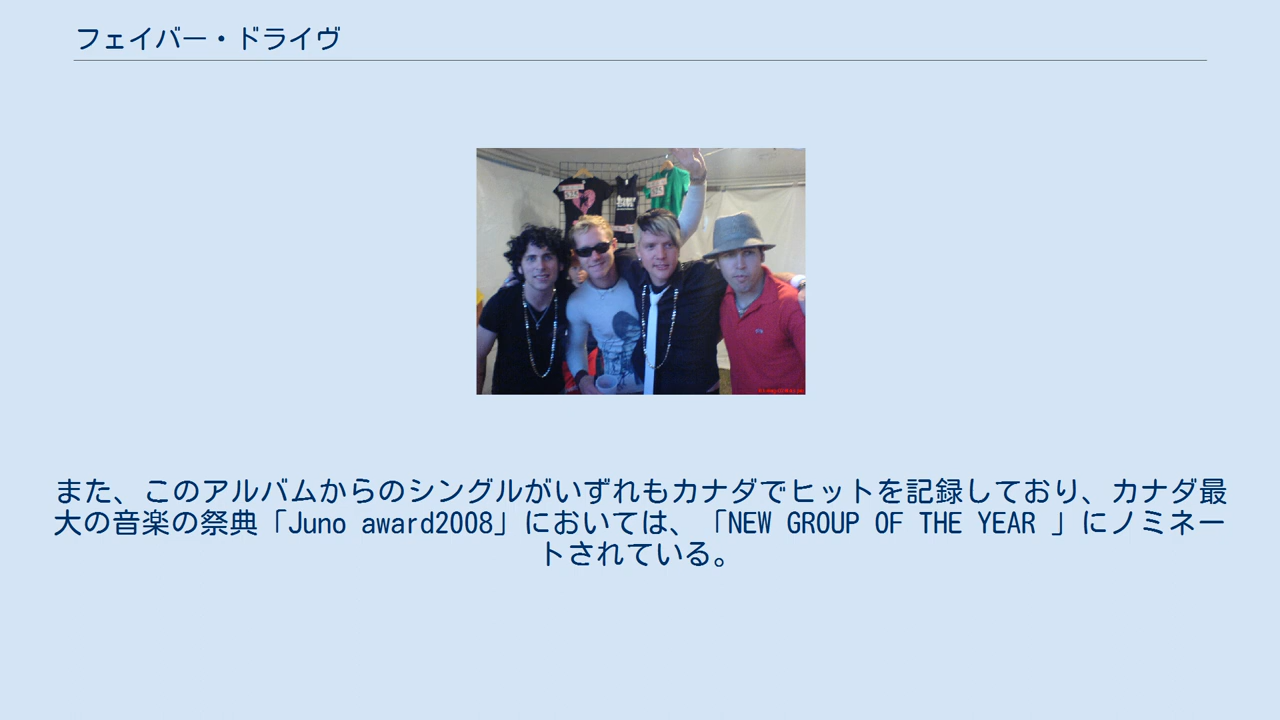 フェイバー・ドライヴ
また、このアルバムからのシングルがいずれもカナダでヒットを記録しており、カナダ最
大の音楽の祭典「Juno award2008」においては、「NEW GROUP OF THE YEAR 」にノミネー
トされている。